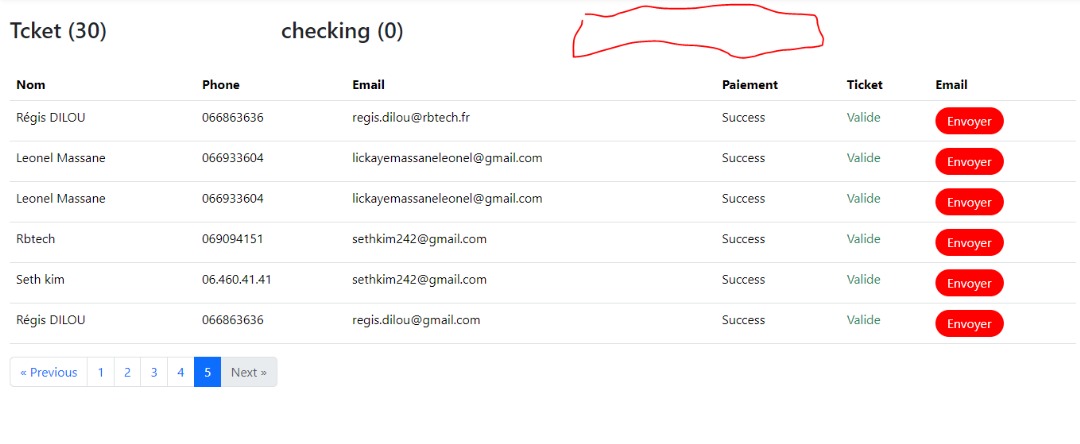 Tcket (30) checking (0)
Nom Phone Email Paiement Ticket Email
Régis DILOU 066863636 regis.dilou@rbtech.fr Success Valide Envoyer
Leonel Massane 066933604 lickayemassaneleonel@gmail.com Success Valide Envoyer
Leonel Massane 066933604 lickayemassaneleonel@gmail.com Success Valide Envoyer
Rbtech 069094151 sethkim242@gmail.com Success Valide Envoyer
Seth kim 06.460.41.41 sethkim242@gmail.com Success Valide Envoyer
Régis DILOU 066863636 regis.dilou@gmail.com Success Valide Envoyer
« Previous 1 2 3 4 5 Next »